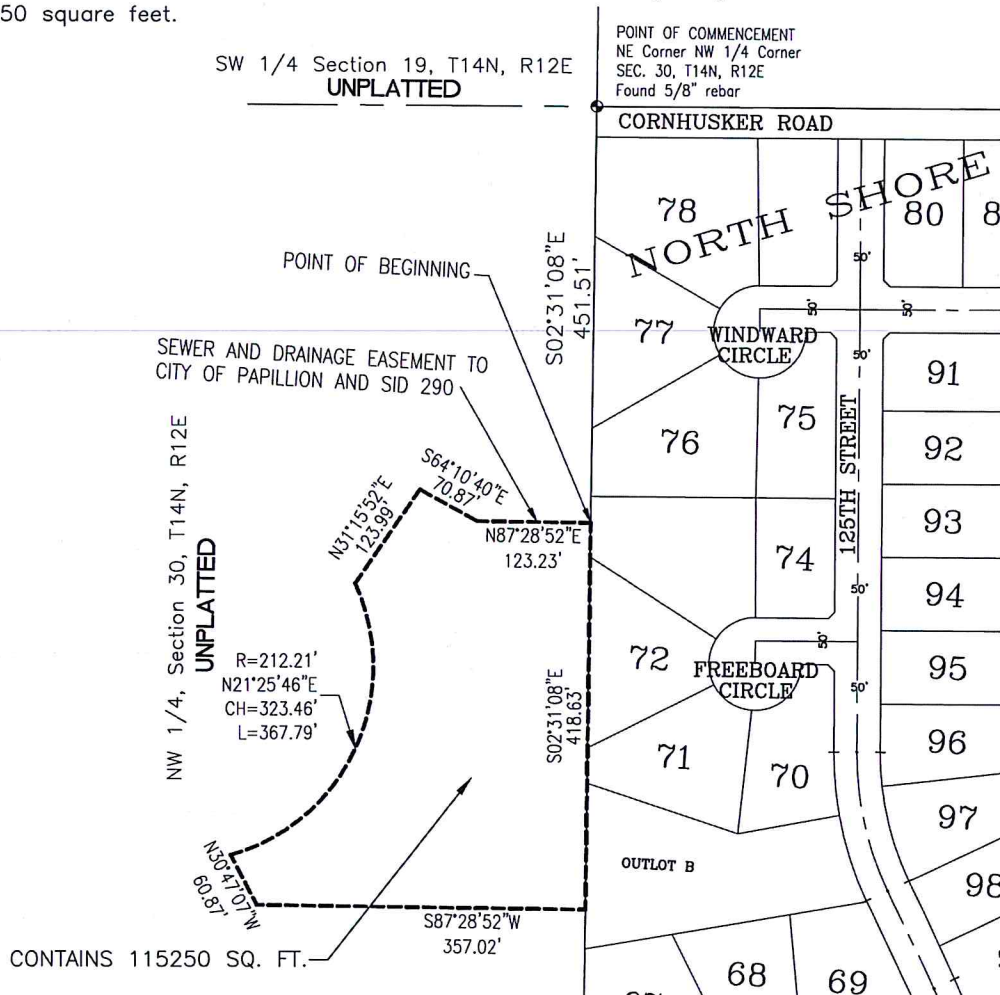 50 square feet.
POINT OF COMMENCEMENT
NE Corner NW 1/4 Corner
SEC. 30, T14N, R12E
Found 5/8" rebar
SW 1/4 Section 19, T14N, R12E
UNPLATTED
CORNHUSKER ROAD
NORTH SHORE
78
80
8
50'
POINT OF BEGINNING
S02°31'08"E
451.51'
50'
50'
77
WINDWARD
CIRCLE
50'
SEWER AND DRAINAGE EASEMENT TO
CITY OF PAPILLION AND SID 290
91
75
76
92
125TH STREET
S64°10'40"E
70.87'
N31°15'52"E
123.99'
N87°28'52"E
123.23'
93
74
94
50'
NW 1/4, Section 30, T14N, R12E
UNPLATTED
50'
72
FREEBOARD
CIRCLE
50'
95
R=212.21'
N21°25'46"E
CH=323.46'
L=367.79'
S02°31'08"E
418.63'
96
71
70
97
OUTLOT B
98
N30°47'07"W
60.87'
S87°28'52"W
357.02'
CONTAINS 115250 SQ. FT.
68
69